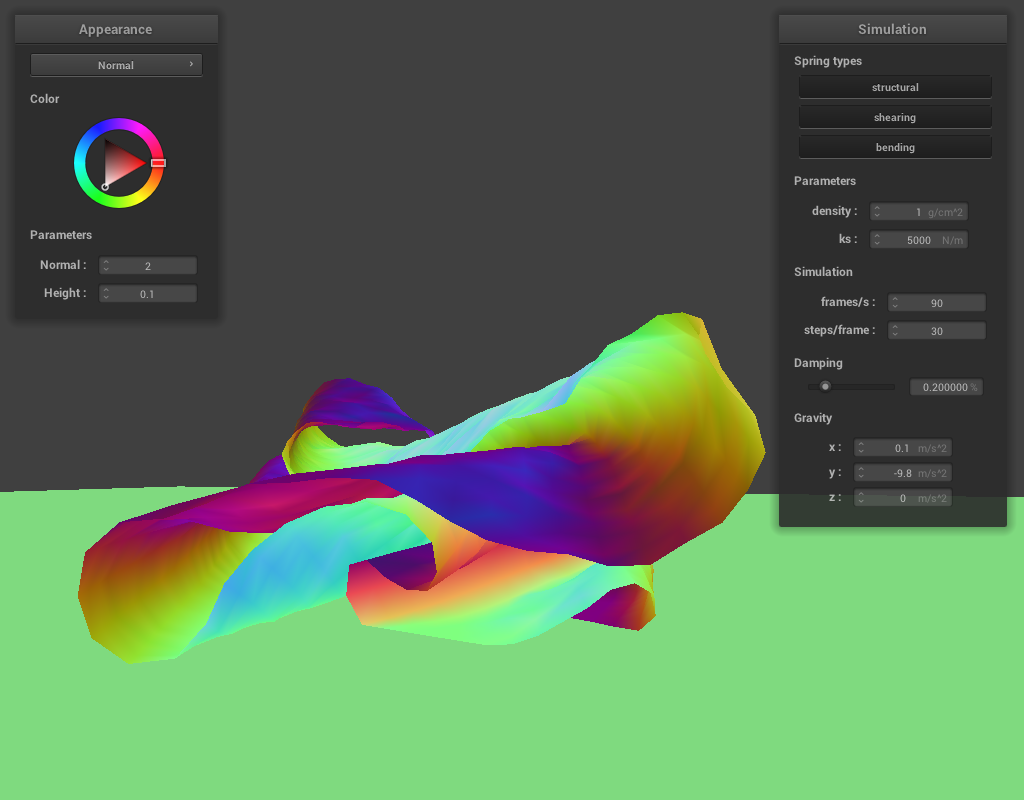 Appearance
Normal
Color
Parameters
Normal : 2
Height : 0.1
Simulation
Spring types
structural
shearing
bending
Parameters
density : 1 g/cm^2
ks : 5000 N/m
Simulation
frames/s : 90
steps/frame : 30
Damping
0.200000 %
Gravity
x : 0.1 m/s^2
y : -9.8 m/s^2
z : 0 m/s^2